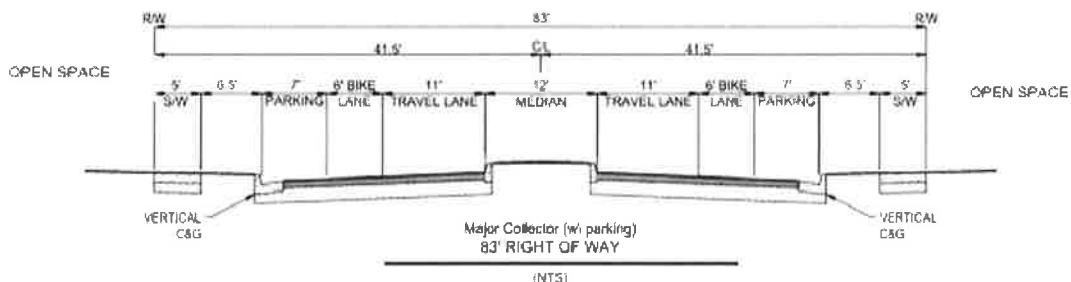 R/W 83' R/W
41.5' C/L 41.5'
OPEN SPACE 5' 6.5' 7' 6' BIKE 11' 12' 11' 6' BIKE 7' 6.5' 5' OPEN SPACE
S/W PARKING LANE TRAVEL LANE MEDIAN TRAVEL LANE LANE PARKING S/W
VERTICAL C&G
VERTICAL C&G
Major Collector (w\ parking)
83' RIGHT OF WAY
(NTS)